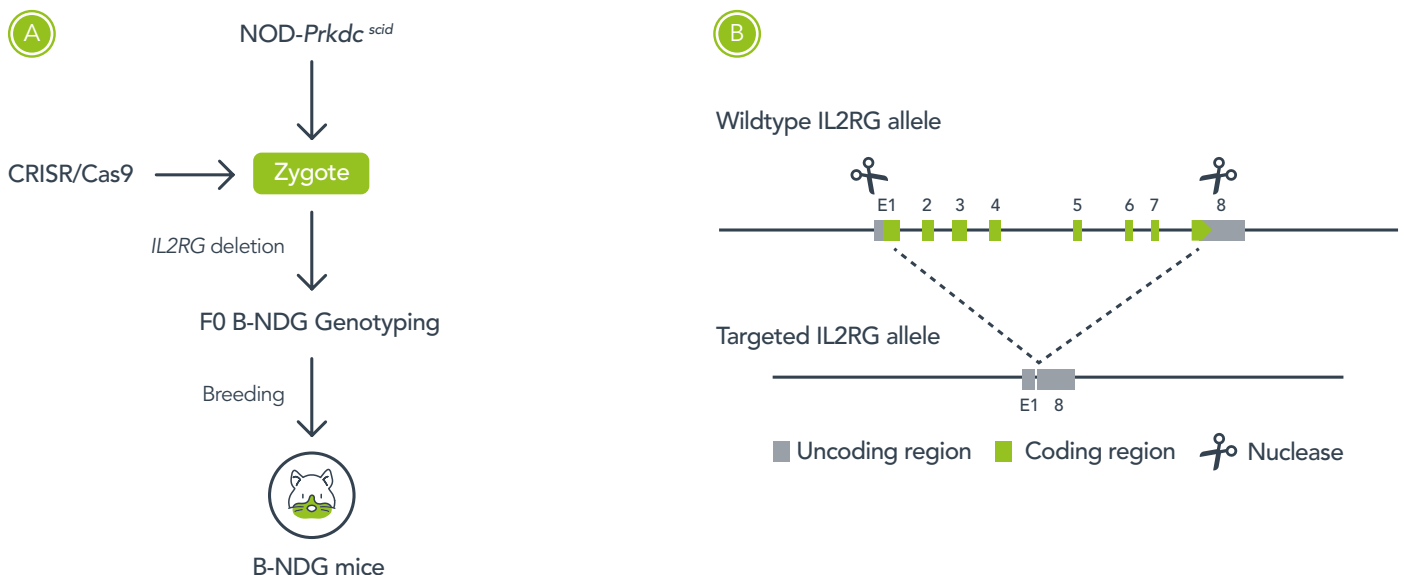 A
NOD-Prkdc scid
CRISR/Cas9
Zygote
IL2RG deletion
F0 B-NDG Genotyping
Breeding
B-NDG mice
B
Wildtype IL2RG allele
E1 2 3 4 5 6 7 8
Targeted IL2RG allele
E1 8
Uncoding region Coding region Nuclease